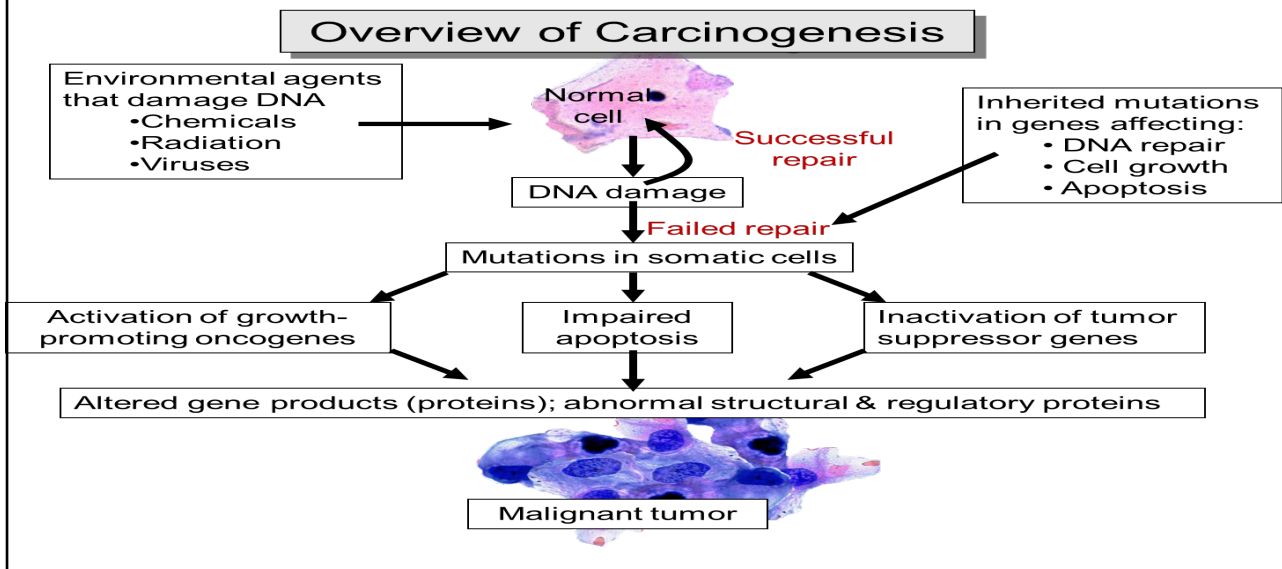 Overview of Carcinogenesis
Environmental agents
that damage DNA
•Chemicals
•Radiation
•Viruses
Normal
cell
Successful
repair
Inherited mutations
in genes affecting:
• DNA repair
• Cell growth
• Apoptosis
DNA damage
Failed repair
Mutations in somatic cells
Activation of growth-
promoting oncogenes
Impaired
apoptosis
Inactivation of tumor
suppressor genes
Altered gene products (proteins); abnormal structural & regulatory proteins
Malignant tumor